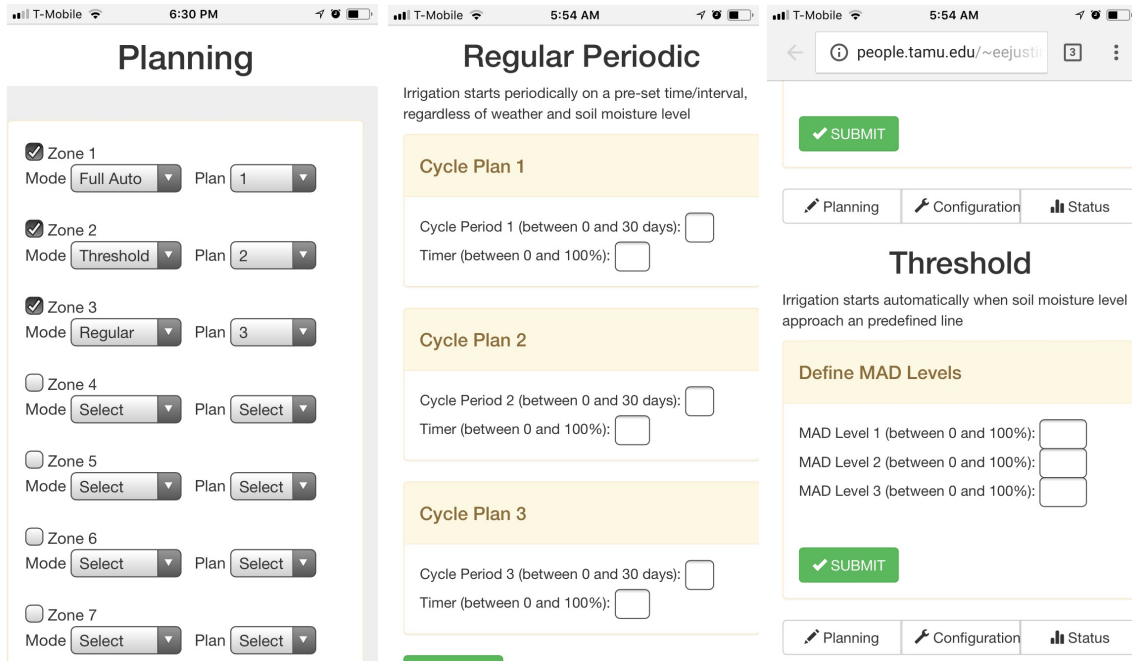 T-Mobile 6:30 PM
Planning
Zone 1
Mode Full Auto Plan 1
Zone 2
Mode Threshold Plan 2
Zone 3
Mode Regular Plan 3
Zone 4
Mode Select Plan Select
Zone 5
Mode Select Plan Select
Zone 6
Mode Select Plan Select
Zone 7
Mode Select Plan Select
T-Mobile 5:54 AM
Regular Periodic
Irrigation starts periodically on a pre-set time/interval,
regardless of weather and soil moisture level
Cycle Plan 1
Cycle Period 1 (between 0 and 30 days):
Timer (between 0 and 100%):
Cycle Plan 2
Cycle Period 2 (between 0 and 30 days):
Timer (between 0 and 100%):
Cycle Plan 3
Cycle Period 3 (between 0 and 30 days):
Timer (between 0 and 100%):
T-Mobile 5:54 AM
people.tamu.edu/~eejusti 3
SUBMIT
Planning Configuration Status
Threshold
Irrigation starts automatically when soil moisture level
approach an predefined line
Define MAD Levels
MAD Level 1 (between 0 and 100%):
MAD Level 2 (between 0 and 100%):
MAD Level 3 (between 0 and 100%):
SUBMIT
Planning Configuration Status